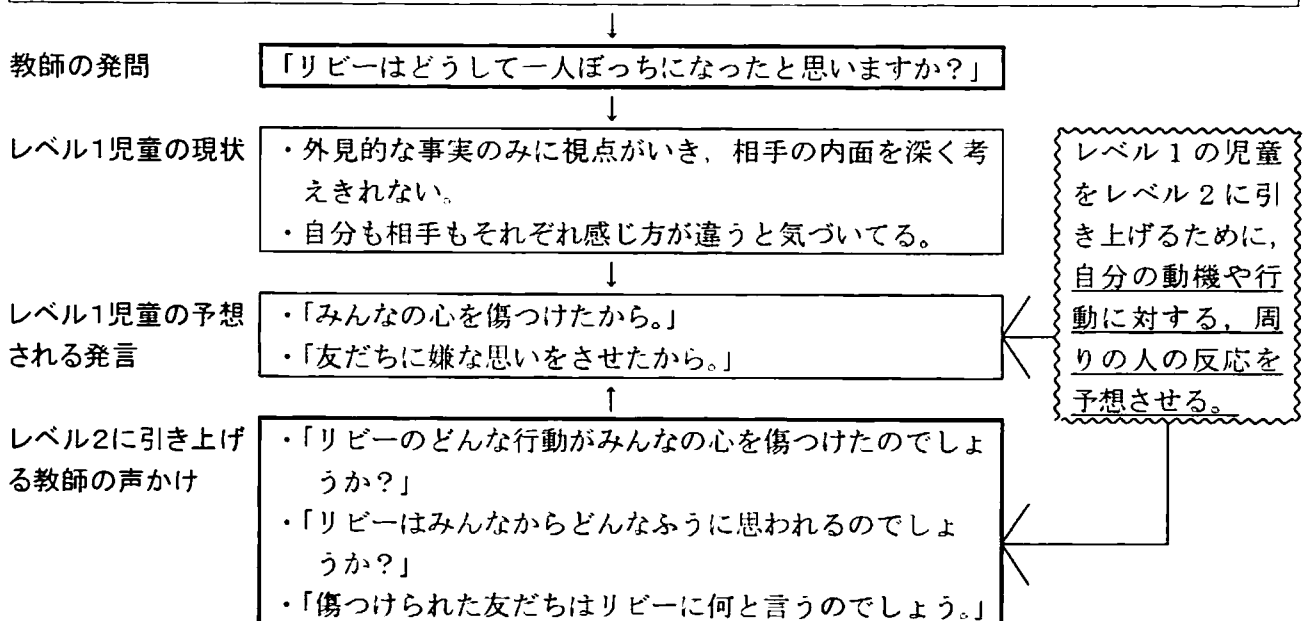 ↓
教師の発問
「リビーはどうして一人ぼっちになったと思いますか？」
↓
レベル1児童の現状
・外見的な事実のみに視点がいき，相手の内面を深く考
えきれない。
・自分も相手もそれぞれ感じ方が違うと気づいてる。
↓
レベル1児童の予想
される発言
・「みんなの心を傷つけたから。」
・「友だちに嫌な思いをさせたから。」
↑
レベル2に引き上げ
る教師の声かけ
・「リビーのどんな行動がみんなの心を傷つけたのでしょ
うか？」
・「リビーはみんなからどんなふうに思われるのでしょ
うか？」
・「傷つけられた友だちはリビーに何と言うのでしょう。」
レベル１の児童
をレベル２に引
き上げるために，
自分の動機や行
動に対する，周
りの人の反応を
予想させる。